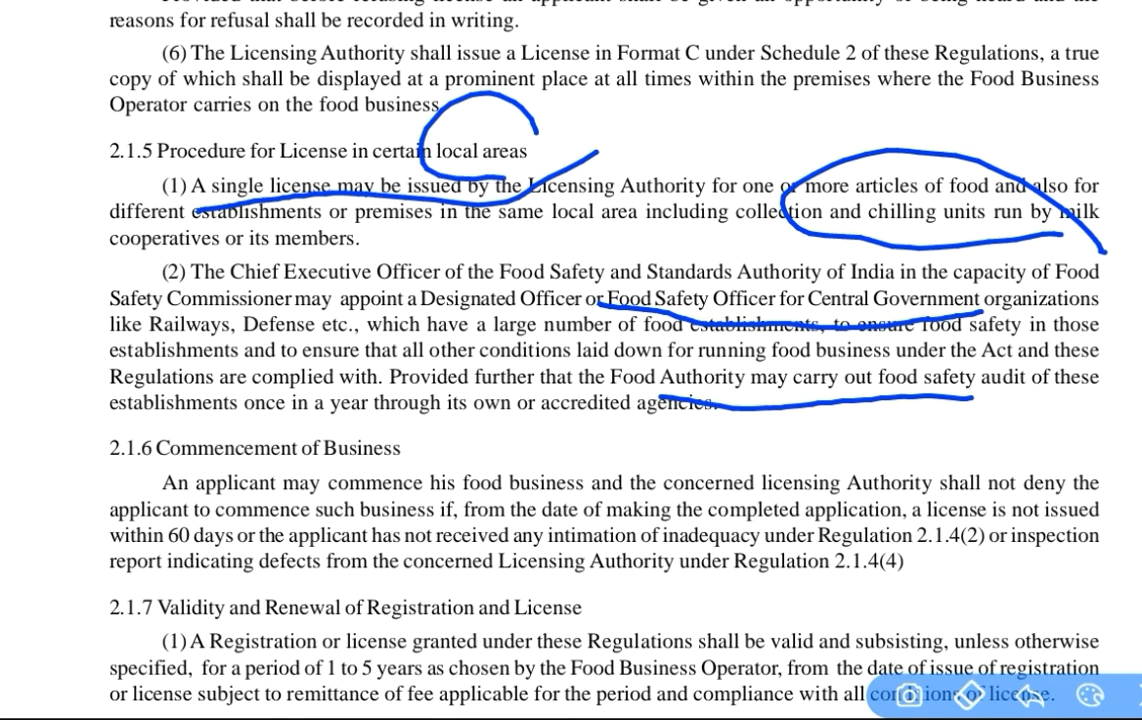 reasons for refusal shall be recorded in writing.
(6) The Licensing Authority shall issue a License in Format C under Schedule 2 of these Regulations, a true
copy of which shall be displayed at a prominent place at all times within the premises where the Food Business
Operator carries on the food business.
2.1.5 Procedure for License in certain local areas
(1) A single license may be issued by the Licensing Authority for one or more articles of food and also for
different establishments or premises in the same local area including collection and chilling units run by milk
cooperatives or its members.
(2) The Chief Executive Officer of the Food Safety and Standards Authority of India in the capacity of Food
Safety Commissioner may appoint a Designated Officer or Food Safety Officer for Central Government organizations
like Railways, Defense etc., which have a large number of food establishments, to ensure food safety in those
establishments and to ensure that all other conditions laid down for running food business under the Act and these
Regulations are complied with. Provided further that the Food Authority may carry out food safety audit of these
establishments once in a year through its own or accredited agencies.
2.1.6 Commencement of Business
An applicant may commence his food business and the concerned licensing Authority shall not deny the
applicant to commence such business if, from the date of making the completed application, a license is not issued
within 60 days or the applicant has not received any intimation of inadequacy under Regulation 2.1.4(2) or inspection
report indicating defects from the concerned Licensing Authority under Regulation 2.1.4(4)
2.1.7 Validity and Renewal of Registration and License
(1) A Registration or license granted under these Regulations shall be valid and subsisting, unless otherwise
specified, for a period of 1 to 5 years as chosen by the Food Business Operator, from the date of issue of registration
or license subject to remittance of fee applicable for the period and compliance with all conditions of license.